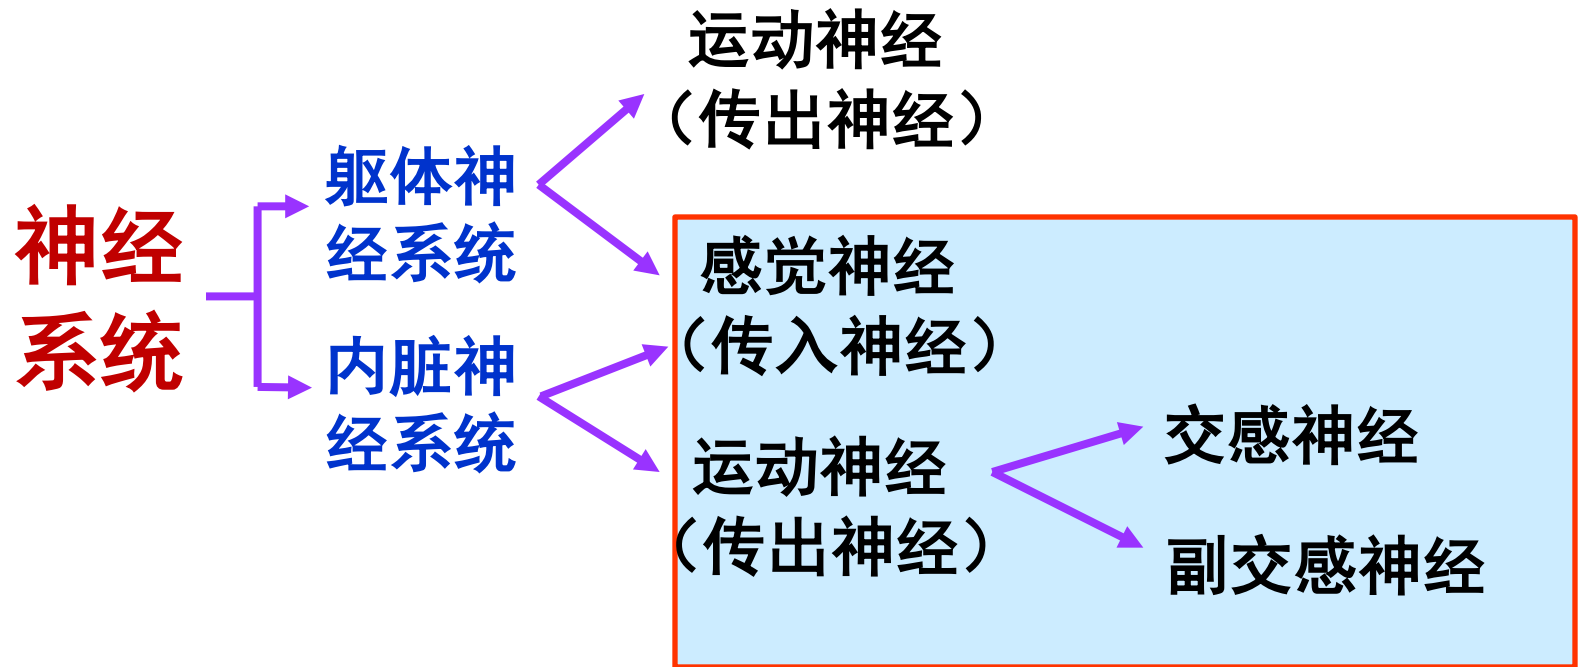 神经
系统
躯体神
经系统
内脏神
经系统
运动神经
（传出神经）
感觉神经
（传入神经）
运动神经
（传出神经）
交感神经
副交感神经